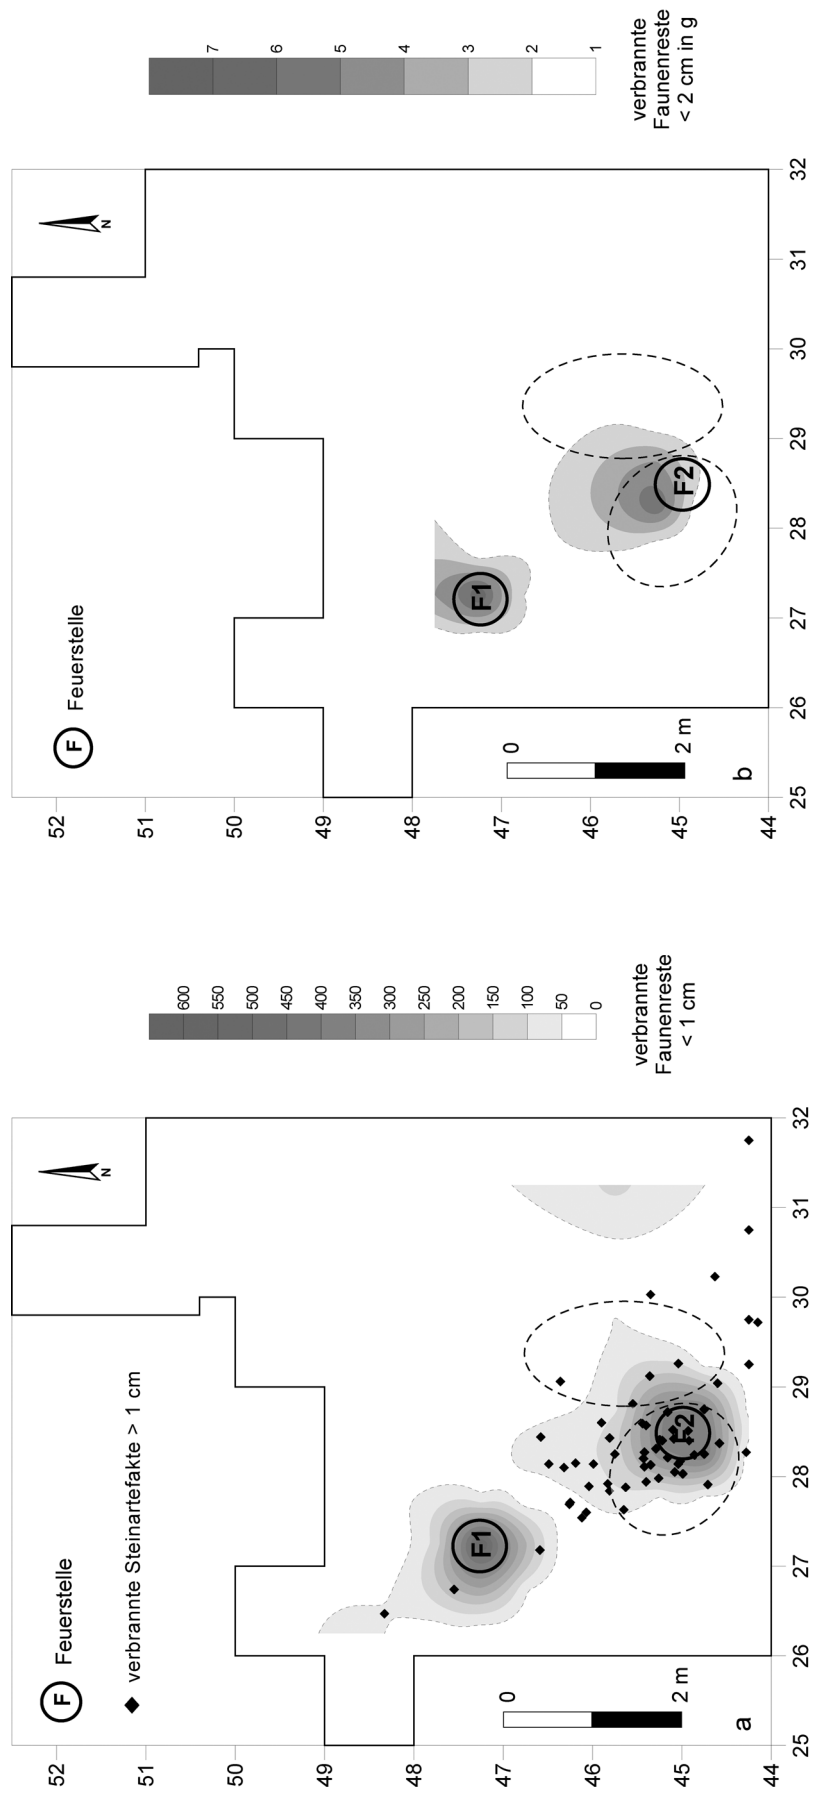 F Feuerstelle
verbrannte Steinartefakte > 1 cm
N
52
51
50
49
48
47
46
45
44
25
26
27
28
29
30
31
32
F1
F2
0
2 m
a
600
550
500
450
400
350
300
250
200
150
100
50
0
verbrannte
Faunenreste
< 1 cm
F Feuerstelle
N
52
51
50
49
48
47
46
45
44
25
26
27
28
29
30
31
32
F1
F2
0
2 m
b
7
6
5
4
3
2
1
verbrannte
Faunenreste
< 2 cm in g